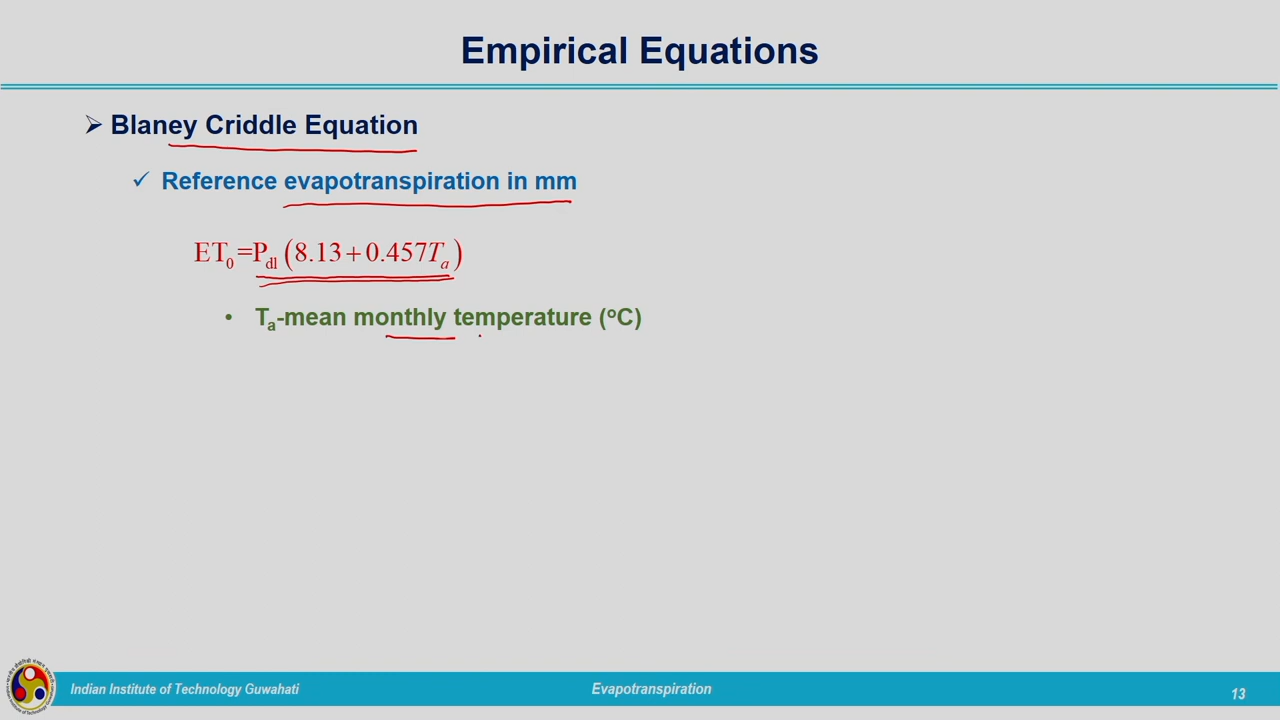 Empirical Equations
➢ Blaney Criddle Equation
✓ Reference evapotranspiration in mm
ET₀=P_dl(8.13+0.457Tₐ)
• Tₐ-mean monthly temperature (ºC)
Indian Institute of Technology Guwahati Evapotranspiration 13